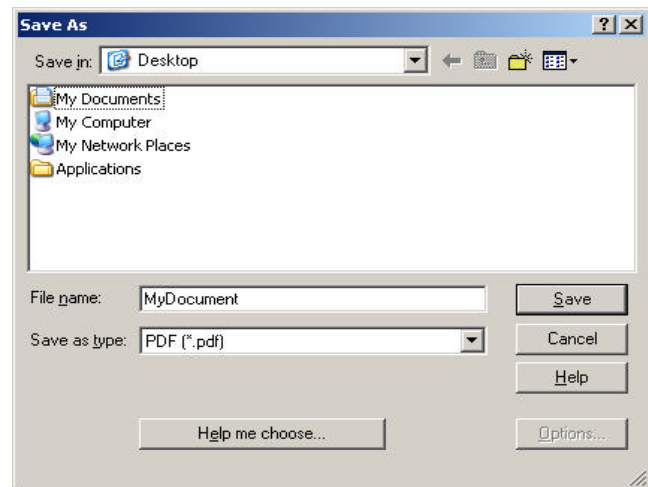 Save As
Save in: Desktop
My Documents
My Computer
My Network Places
Applications
File name: MyDocument Save
Save as type: PDF (*.pdf) Cancel
Help
Help me choose... Options...